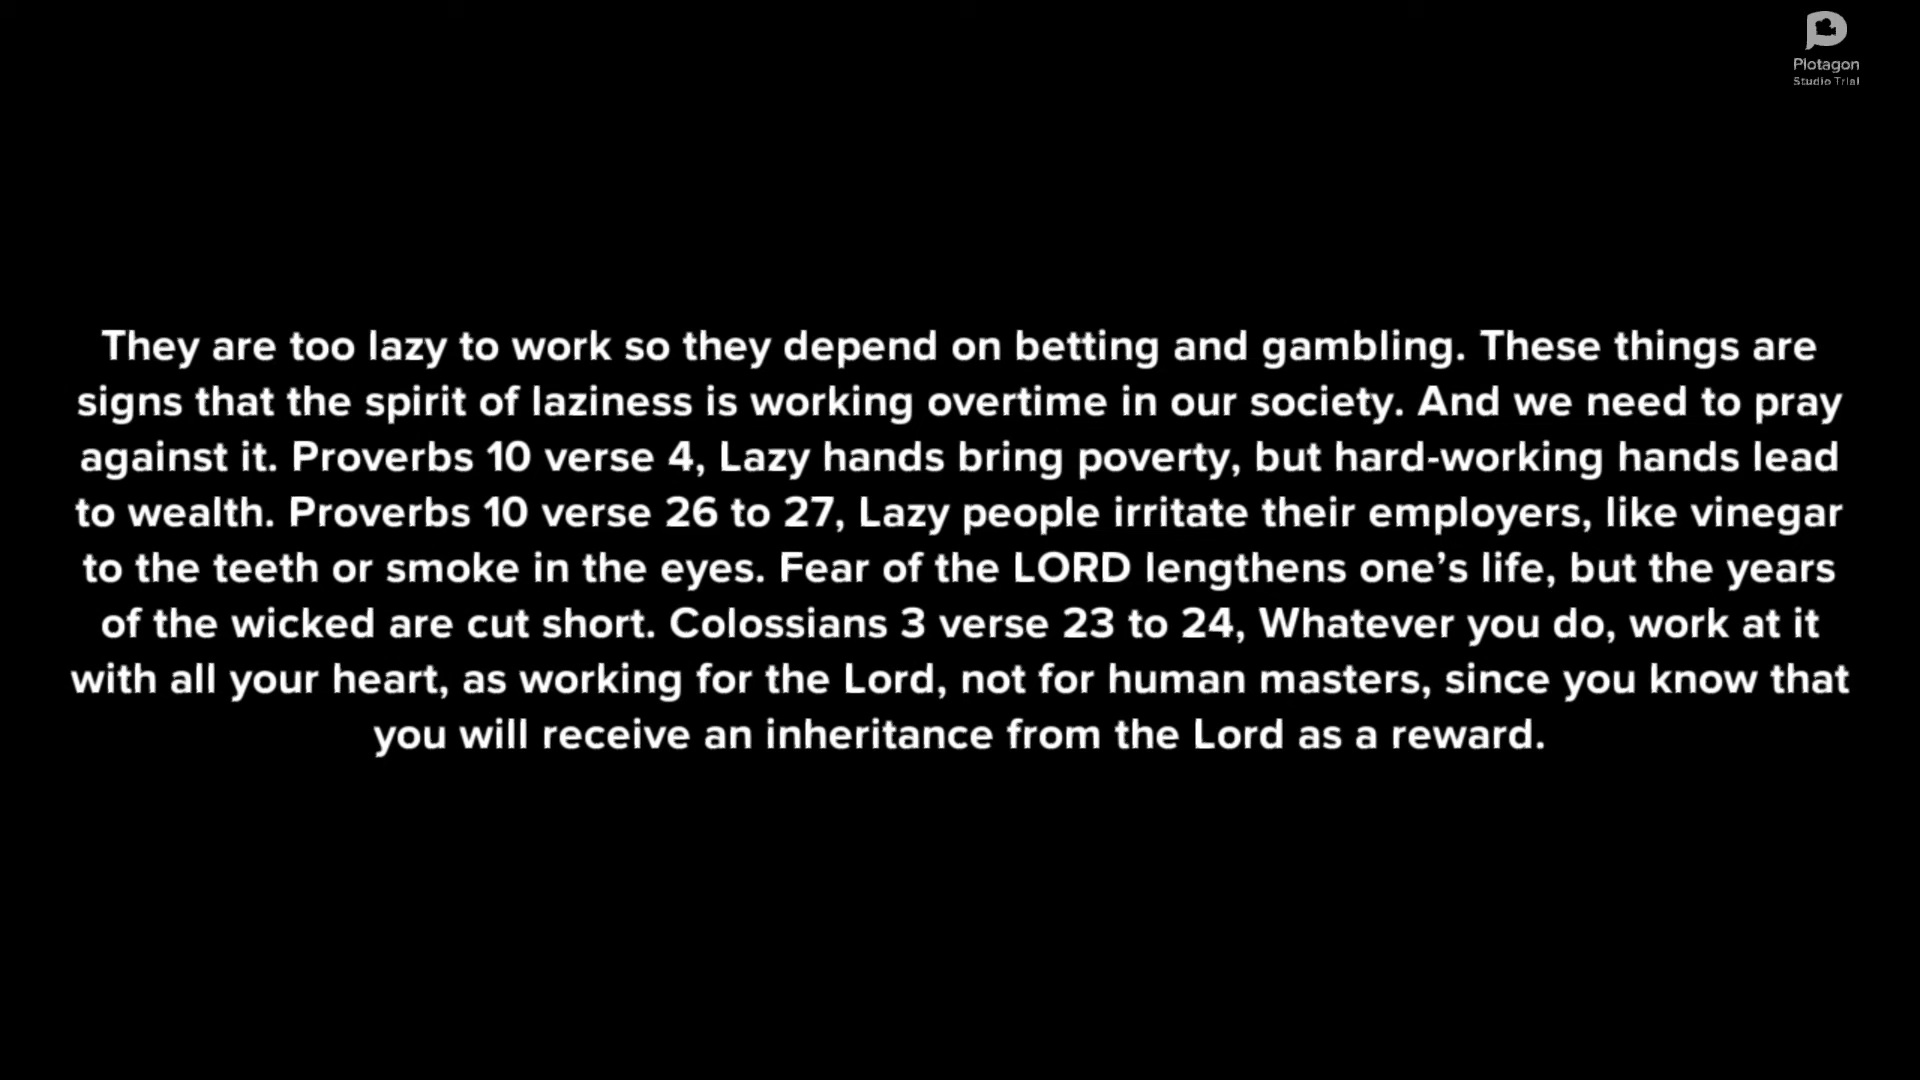 Plotagon
Studio Trial
They are too lazy to work so they depend on betting and gambling. These things are
signs that the spirit of laziness is working overtime in our society. And we need to pray
against it. Proverbs 10 verse 4, Lazy hands bring poverty, but hard-working hands lead
to wealth. Proverbs 10 verse 26 to 27, Lazy people irritate their employers, like vinegar
to the teeth or smoke in the eyes. Fear of the LORD lengthens one’s life, but the years
of the wicked are cut short. Colossians 3 verse 23 to 24, Whatever you do, work at it
with all your heart, as working for the Lord, not for human masters, since you know that
you will receive an inheritance from the Lord as a reward.